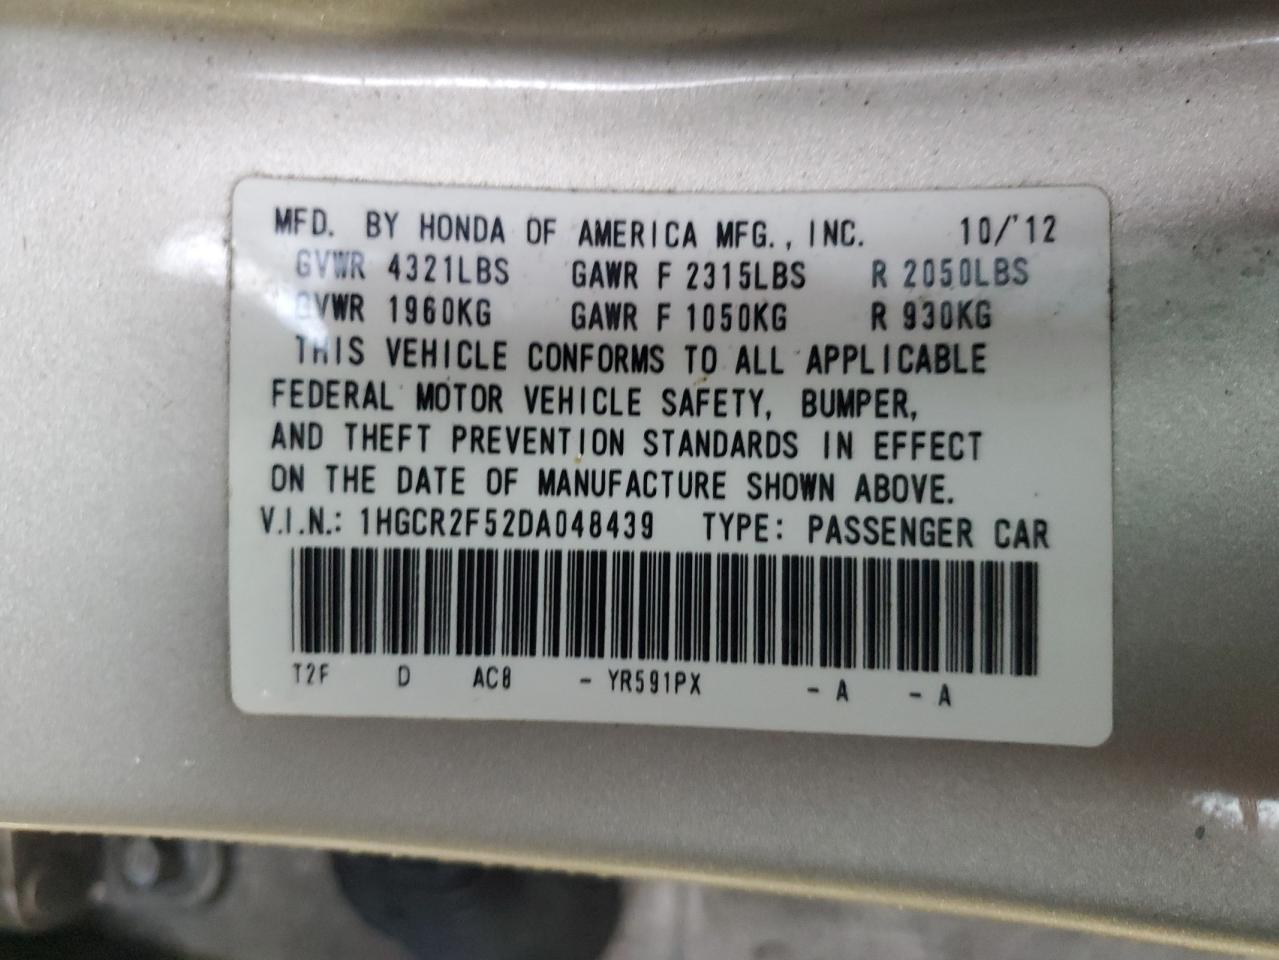 MFD. BY HONDA OF AMERICA MFG., INC. 10/'12
GVWR 4321LBS GAWR F 2315LBS R 2050LBS
GVWR 1960KG GAWR F 1050KG R 930KG
THIS VEHICLE CONFORMS TO ALL APPLICABLE
FEDERAL MOTOR VEHICLE SAFETY, BUMPER,
AND THEFT PREVENTION STANDARDS IN EFFECT
ON THE DATE OF MANUFACTURE SHOWN ABOVE.
V.I.N.: 1HGCR2F52DA048439 TYPE: PASSENGER CAR
T2F D AC8 - YR591PX - A - A